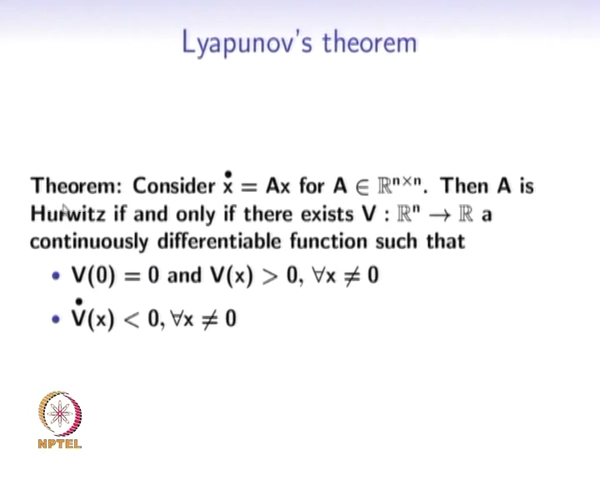 Lyapunov's theorem
Theorem: Consider ẋ = Ax for A ∈ ℝⁿˣⁿ. Then A is
Hurwitz if and only if there exists V : ℝⁿ → ℝ a
continuously differentiable function such that
• V(0) = 0 and V(x) > 0, ∀x ≠ 0
• V̇(x) < 0, ∀x ≠ 0
NPTEL